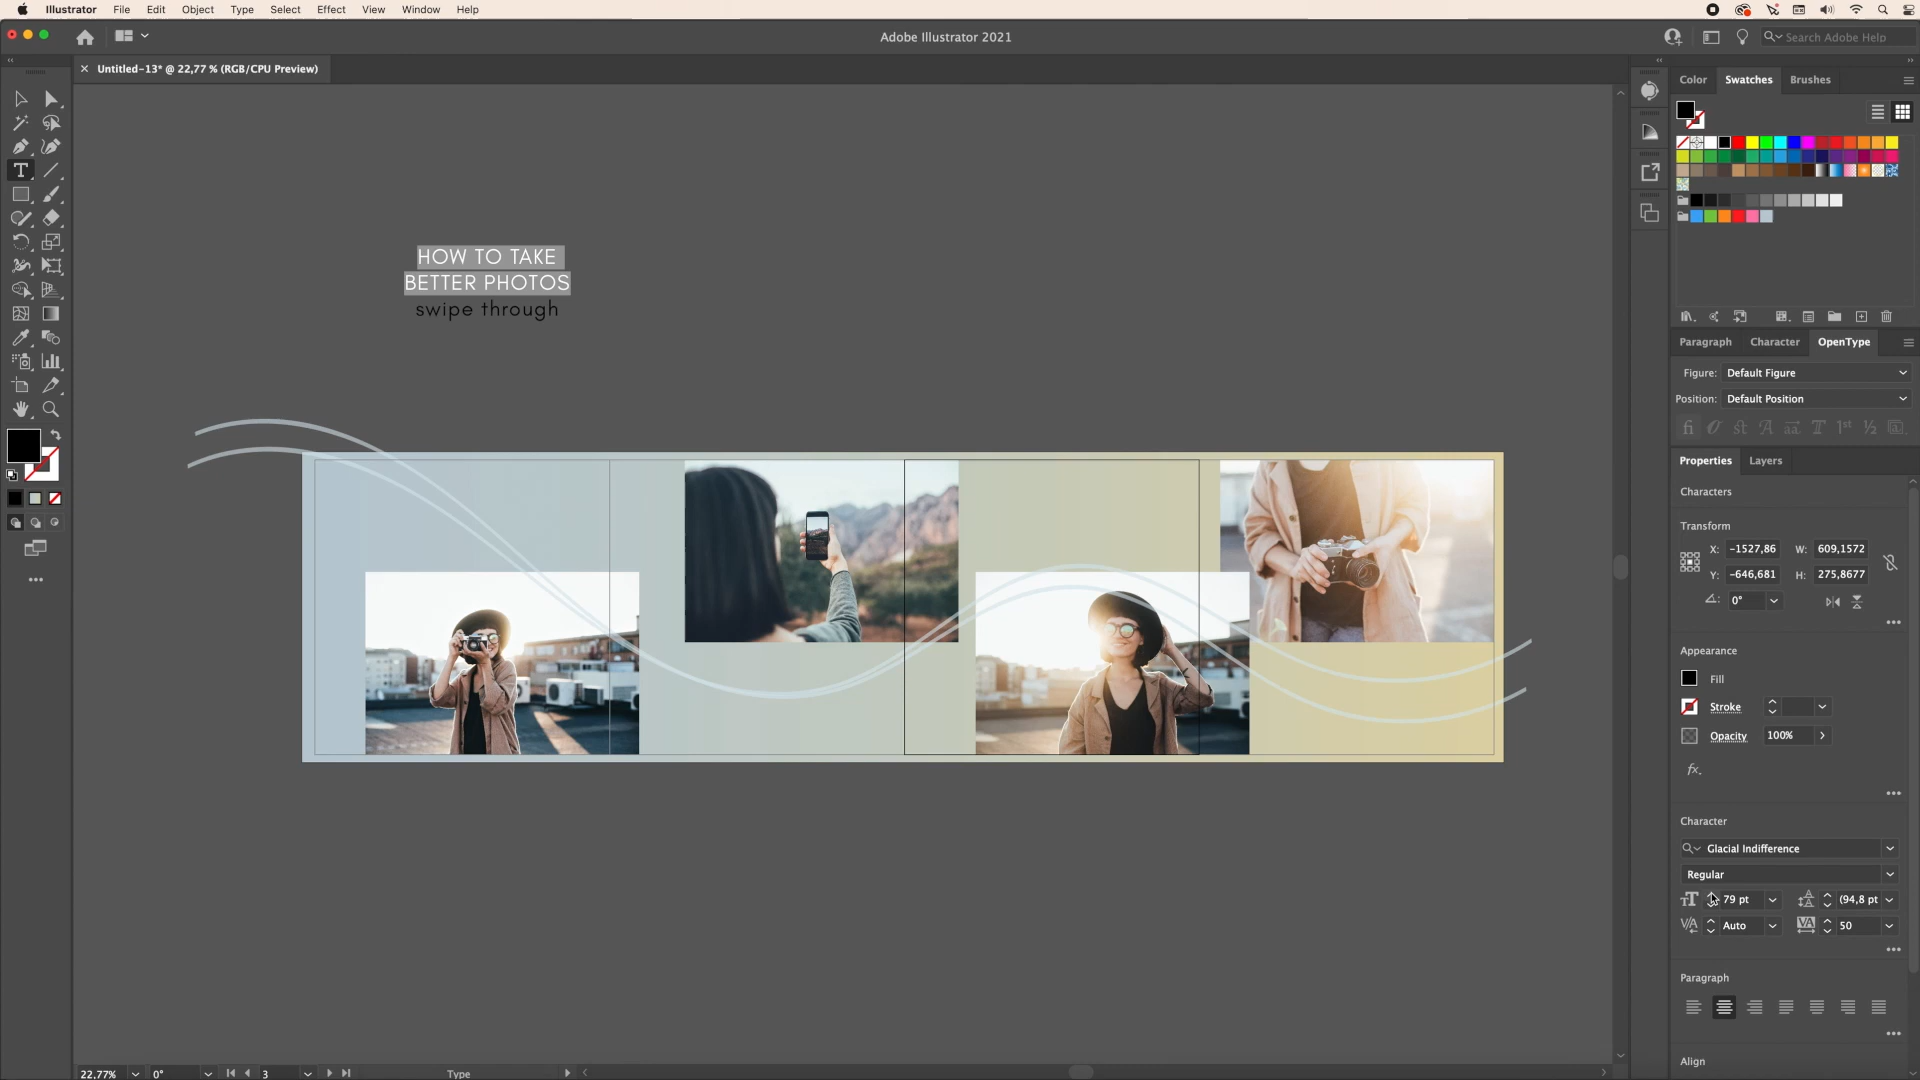 Illustrator File Edit Object Type Select Effect View Window Help
Adobe Illustrator 2021
Search Adobe Help
Untitled-13* @ 22,77 % (RGB/CPU Preview)
Color Swatches Brushes
HOW TO TAKE
BETTER PHOTOS
swipe through
Paragraph Character OpenType
Figure: Default Figure
Position: Default Position
Properties Layers
Characters
Transform
X: -1527,86 W: 609,1572
Y: -646,681 H: 275,8677
0°
Appearance
Fill
Stroke
Opacity 100%
fx.
Character
Glacial Indifference
Regular
79 pt (94,8 pt
Auto 50
Paragraph
Align
22,77% 0° 3 Type